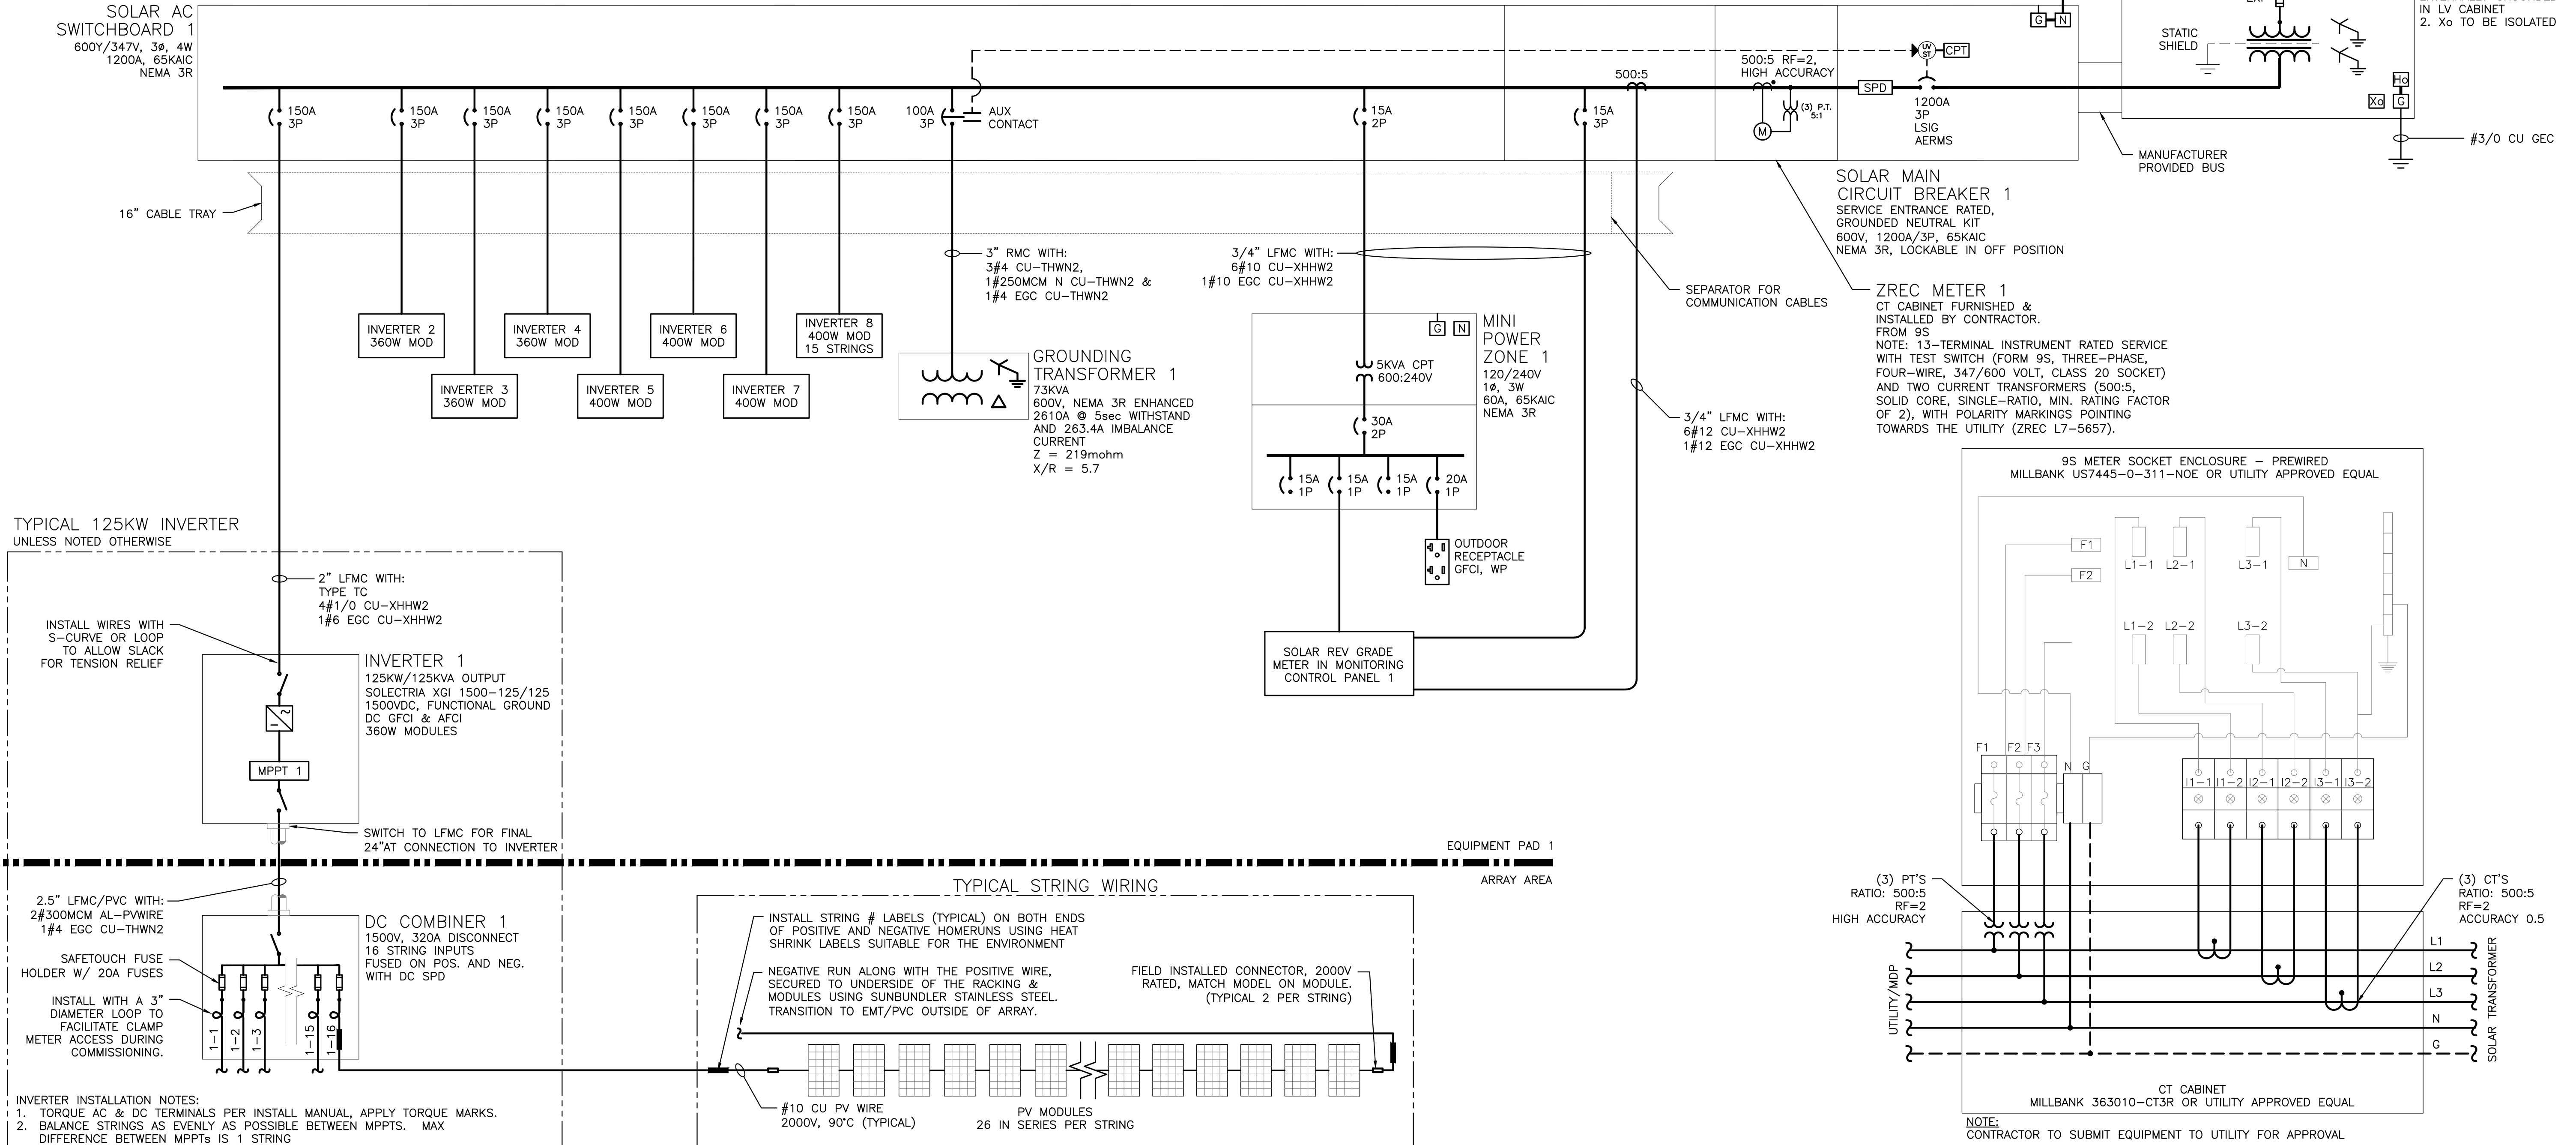 SOLAR AC
SWITCHBOARD 1
600Y/347V, 3ø, 4W
1200A, 65KAIC
NEMA 3R
150A
3P
150A
3P
150A
3P
150A
3P
150A
3P
150A
3P
150A
3P
150A
3P
100A
3P
AUX
CONTACT
15A
2P
15A
3P
500:5
500:5 RF=2,
HIGH ACCURACY
(3) P.T.
5:1
M
SPD
UV
ST
CPT
1200A
3P
LSIG
AERMS
G
N
STATIC
SHIELD
IN LV CABINET
2. Xo TO BE ISOLATED
Ho
Xo
G
#3/0 CU GEC
MANUFACTURER
PROVIDED BUS
16" CABLE TRAY
SOLAR MAIN
CIRCUIT BREAKER 1
SERVICE ENTRANCE RATED,
GROUNDED NEUTRAL KIT
600V, 1200A/3P, 65KAIC
NEMA 3R, LOCKABLE IN OFF POSITION
3" RMC WITH:
3#4 CU-THWN2,
1#250MCM N CU-THWN2 &
1#4 EGC CU-THWN2
3/4" LFMC WITH:
6#10 CU-XHHW2
1#10 EGC CU-XHHW2
SEPARATOR FOR
COMMUNICATION CABLES
ZREC METER 1
CT CABINET FURNISHED &
INSTALLED BY CONTRACTOR.
FROM 9S
NOTE: 13-TERMINAL INSTRUMENT RATED SERVICE
WITH TEST SWITCH (FORM 9S, THREE-PHASE,
FOUR-WIRE, 347/600 VOLT, CLASS 20 SOCKET)
AND TWO CURRENT TRANSFORMERS (500:5,
SOLID CORE, SINGLE-RATIO, MIN. RATING FACTOR
OF 2), WITH POLARITY MARKINGS POINTING
TOWARDS THE UTILITY (ZREC L7-5657).
INVERTER 2
360W MOD
INVERTER 4
360W MOD
INVERTER 6
400W MOD
INVERTER 8
400W MOD
15 STRINGS
INVERTER 3
360W MOD
INVERTER 5
400W MOD
INVERTER 7
400W MOD
GROUNDING
TRANSFORMER 1
73KVA
600V, NEMA 3R ENHANCED
2610A @ 5sec WITHSTAND
AND 263.4A IMBALANCE
CURRENT
Z = 219mohm
X/R = 5.7
G
N
MINI
POWER
ZONE 1
120/240V
1ø, 3W
60A, 65KAIC
NEMA 3R
5KVA CPT
600:240V
30A
2P
15A
1P
15A
1P
15A
1P
20A
1P
3/4" LFMC WITH:
6#12 CU-XHHW2
1#12 EGC CU-XHHW2
OUTDOOR
RECEPTACLE
GFCI, WP
SOLAR REV GRADE
METER IN MONITORING
CONTROL PANEL 1
TYPICAL 125KW INVERTER
UNLESS NOTED OTHERWISE
2" LFMC WITH:
TYPE TC
4#1/0 CU-XHHW2
1#6 EGC CU-XHHW2
INSTALL WIRES WITH
S-CURVE OR LOOP
TO ALLOW SLACK
FOR TENSION RELIEF
INVERTER 1
125KW/125KVA OUTPUT
SOLECTRIA XGI 1500-125/125
1500VDC, FUNCTIONAL GROUND
DC GFCI & AFCI
360W MODULES
MPPT 1
SWITCH TO LFMC FOR FINAL
24"AT CONNECTION TO INVERTER
EQUIPMENT PAD 1
ARRAY AREA
2.5" LFMC/PVC WITH:
2#300MCM AL-PVWIRE
1#4 EGC CU-THWN2
DC COMBINER 1
1500V, 320A DISCONNECT
16 STRING INPUTS
FUSED ON POS. AND NEG.
WITH DC SPD
SAFETOUCH FUSE
HOLDER W/ 20A FUSES
INSTALL WITH A 3"
DIAMETER LOOP TO
FACILITATE CLAMP
METER ACCESS DURING
COMMISSIONING.
1-1
1-2
1-3
1-15
1-16
INVERTER INSTALLATION NOTES:
1. TORQUE AC & DC TERMINALS PER INSTALL MANUAL, APPLY TORQUE MARKS.
2. BALANCE STRINGS AS EVENLY AS POSSIBLE BETWEEN MPPTS. MAX
DIFFERENCE BETWEEN MPPTs IS 1 STRING
TYPICAL STRING WIRING
INSTALL STRING # LABELS (TYPICAL) ON BOTH ENDS
OF POSITIVE AND NEGATIVE HOMERUNS USING HEAT
SHRINK LABELS SUITABLE FOR THE ENVIRONMENT
NEGATIVE RUN ALONG WITH THE POSITIVE WIRE,
SECURED TO UNDERSIDE OF THE RACKING &
MODULES USING SUNBUNDLER STAINLESS STEEL.
TRANSITION TO EMT/PVC OUTSIDE OF ARRAY.
FIELD INSTALLED CONNECTOR, 2000V
RATED, MATCH MODEL ON MODULE.
(TYPICAL 2 PER STRING)
#10 CU PV WIRE
2000V, 90°C (TYPICAL)
PV MODULES
26 IN SERIES PER STRING
9S METER SOCKET ENCLOSURE - PREWIRED
MILLBANK US7445-0-311-NOE OR UTILITY APPROVED EQUAL
F1
F2
L1-1
L2-1
L3-1
N
L1-2
L2-2
L3-2
F1
F2
F3
N
G
I1-1
I1-2
I2-1
I2-2
I3-1
I3-2
(3) PT'S
RATIO: 500:5
RF=2
HIGH ACCURACY
(3) CT'S
RATIO: 500:5
RF=2
ACCURACY 0.5
UTILITY/MDP
L1
L2
L3
N
G
SOLAR TRANSFORMER
CT CABINET
MILLBANK 363010-CT3R OR UTILITY APPROVED EQUAL
NOTE:
CONTRACTOR TO SUBMIT EQUIPMENT TO UTILITY FOR APPROVAL